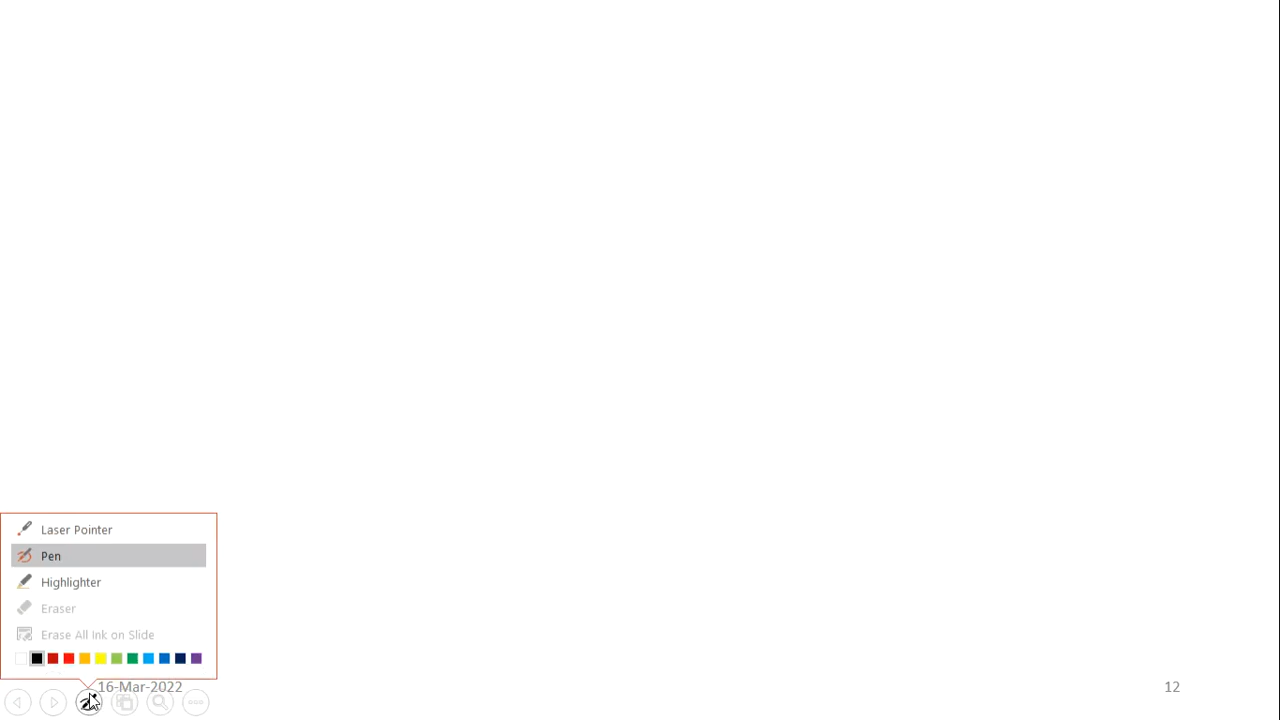 Laser Pointer
Pen
Highlighter
Eraser
Erase All Ink on Slide
16-Mar-2022
12